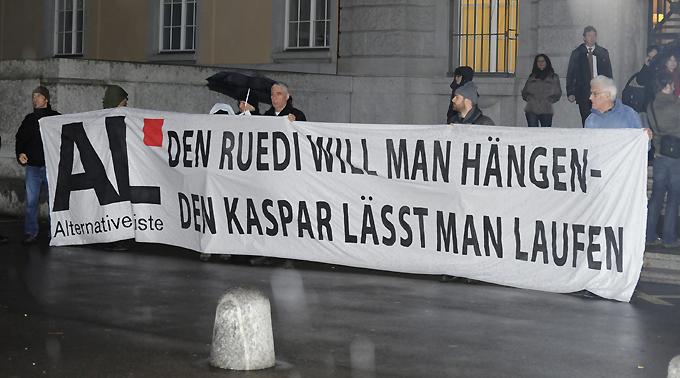 AL
Alternative Liste
DEN RUEDI WILL MAN HÄNGEN-
DEN KASPAR LÄSST MAN LAUFEN